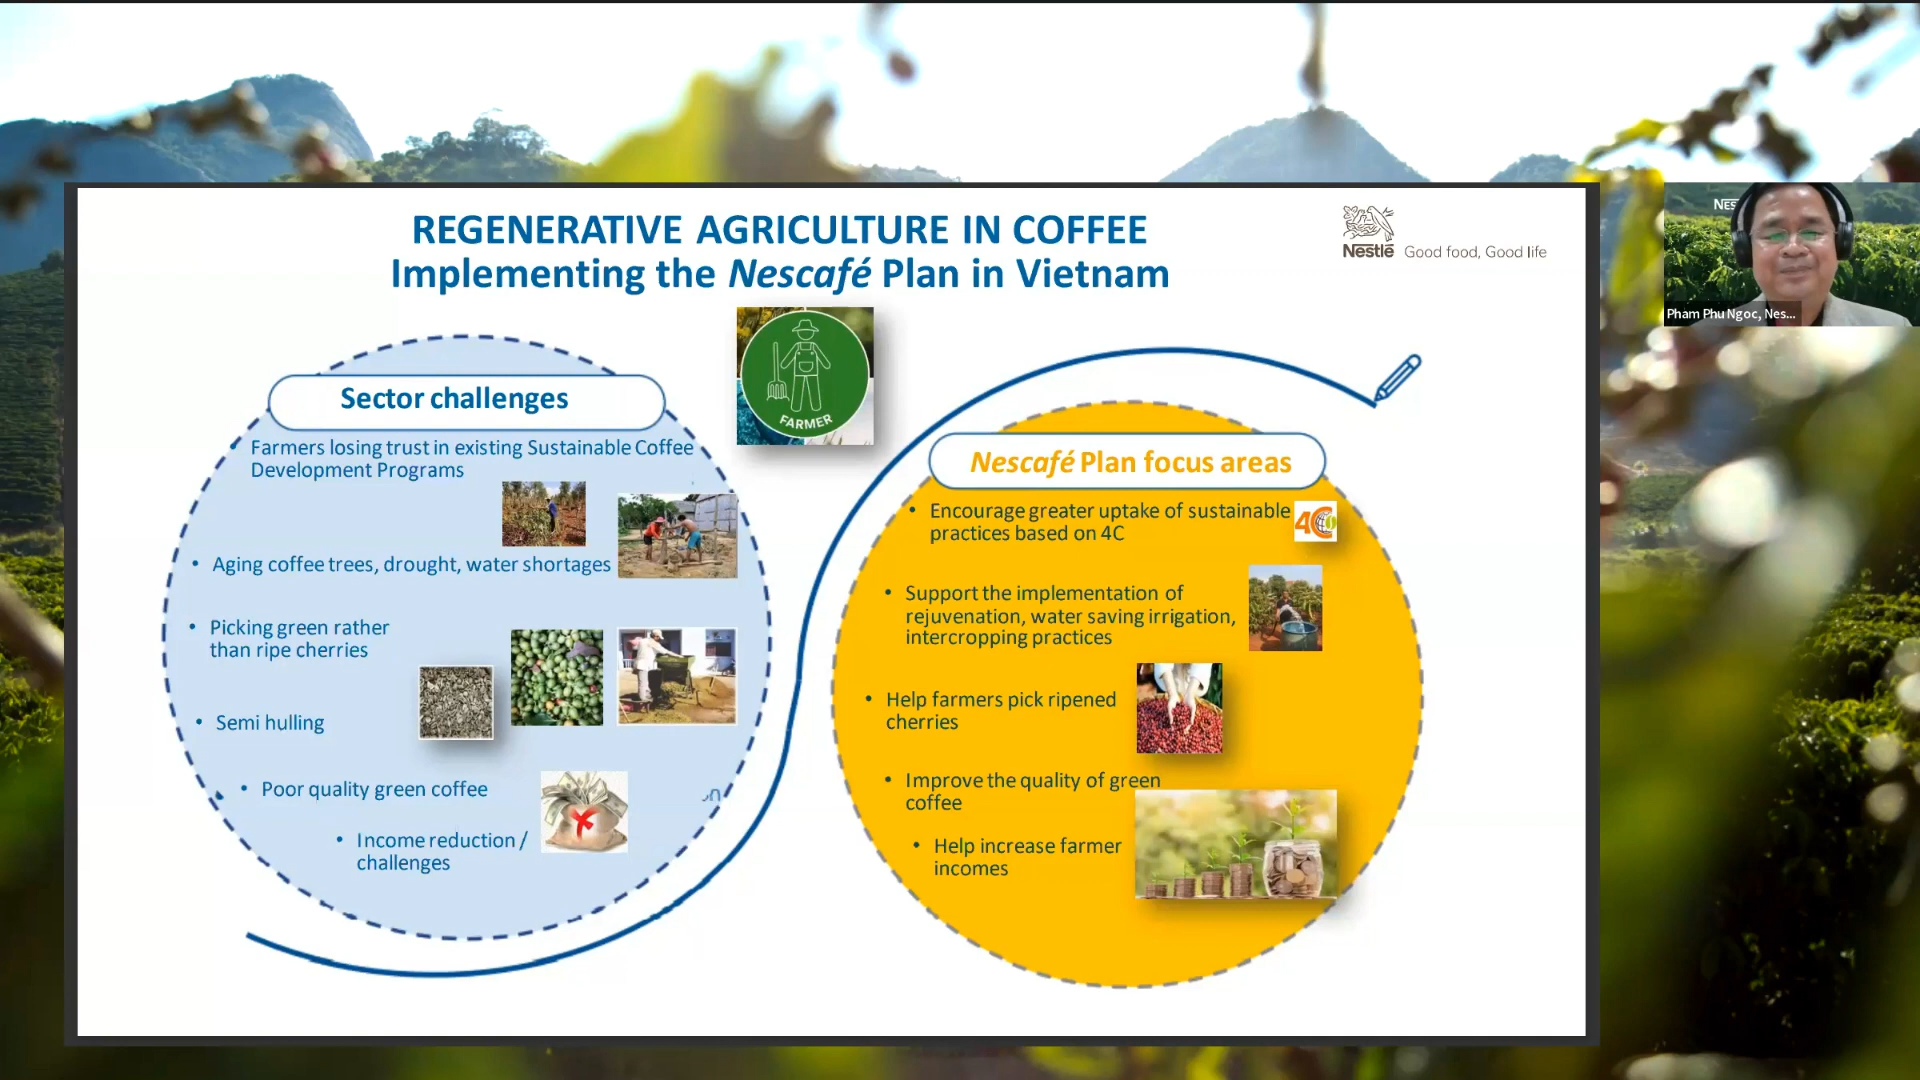 REGENERATIVE AGRICULTURE IN COFFEE
Implementing the Nescafé Plan in Vietnam
Nestlé Good food, Good life
NES
Pham Phu Ngoc, Nes...
FARMER
Sector challenges
• Farmers losing trust in existing Sustainable Coffee
Development Programs
• Aging coffee trees, drought, water shortages
• Picking green rather
than ripe cherries
• Semi hulling
• Poor quality green coffee
• Income reduction /
challenges
Nescafé Plan focus areas
• Encourage greater uptake of sustainable
practices based on 4C
4C
• Support the implementation of
rejuvenation, water saving irrigation,
intercropping practices
• Help farmers pick ripened
cherries
• Improve the quality of green
coffee
• Help increase farmer
incomes